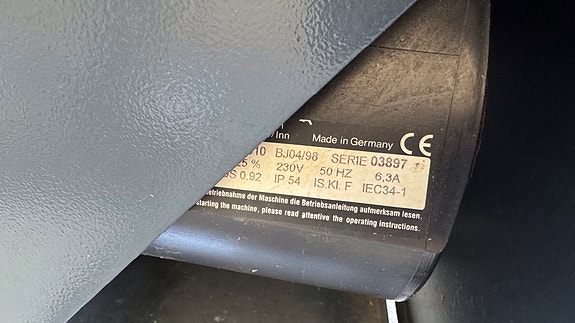 /Inn Made in Germany CE
10 BJ04/98 SERIE 03897
25 % 230V 50 HZ 6,3A
S 0,92 IP 54 IS.KI. F IEC34-1
etriebnahme der Maschine die Betriebsanleitung aufmerksam lesen.
starting the machine, please read attentive the operating instructions.